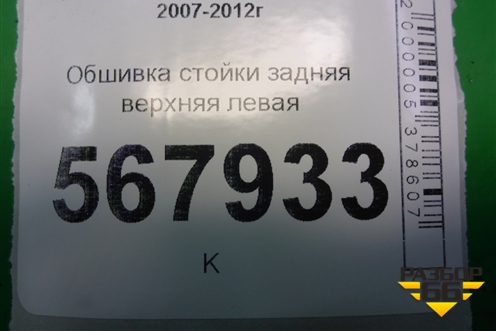 2007-2012г
Обшивка стойки задняя
верхняя левая
567933
К
2000005378607
РАЗБОР
66